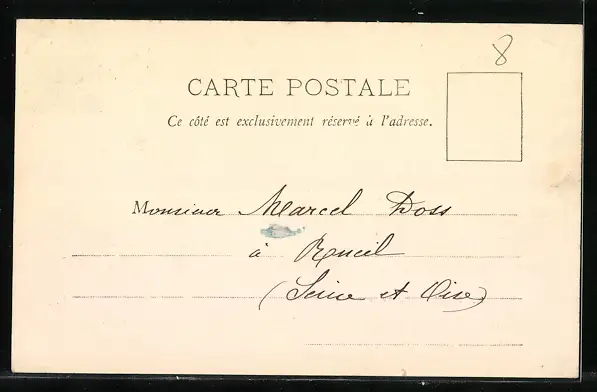 8
CARTE POSTALE
Ce côté est exclusivement réservé à l'adresse.
Monsieur Marcel Doss
à Rueil
(Seine et Oise)